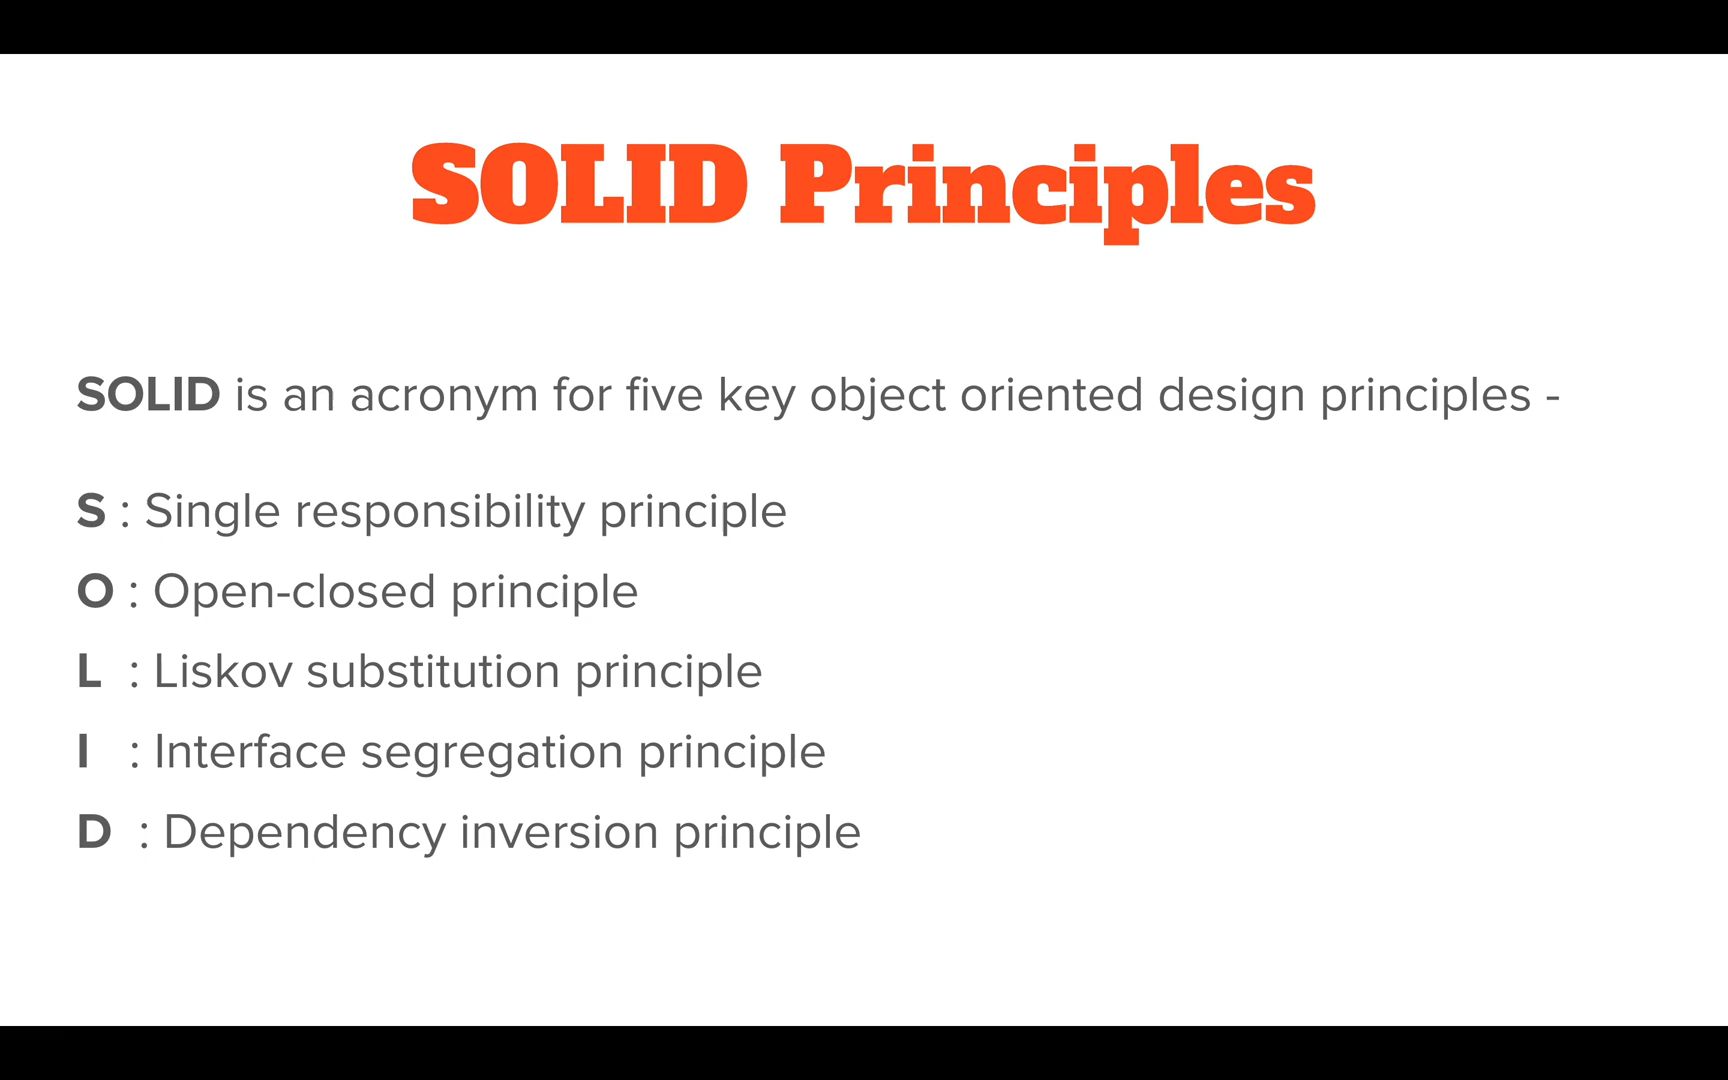 SOLID Principles
SOLID is an acronym for five key object oriented design principles -
S : Single responsibility principle
O : Open-closed principle
L : Liskov substitution principle
I : Interface segregation principle
D : Dependency inversion principle